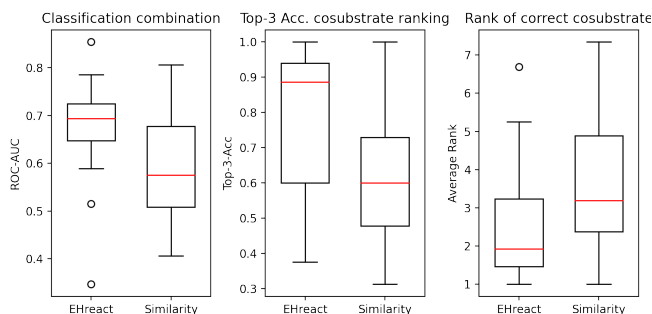 Classification combination
ROC-AUC
0.8
0.7
0.6
0.5
0.4
EHreact Similarity
Top-3 Acc. cosubstrate ranking
Top-3-Acc
1.0
0.9
0.8
0.7
0.6
0.5
0.4
0.3
EHreact Similarity
Rank of correct cosubstrate
Average Rank
7
6
5
4
3
2
1
EHreact Similarity